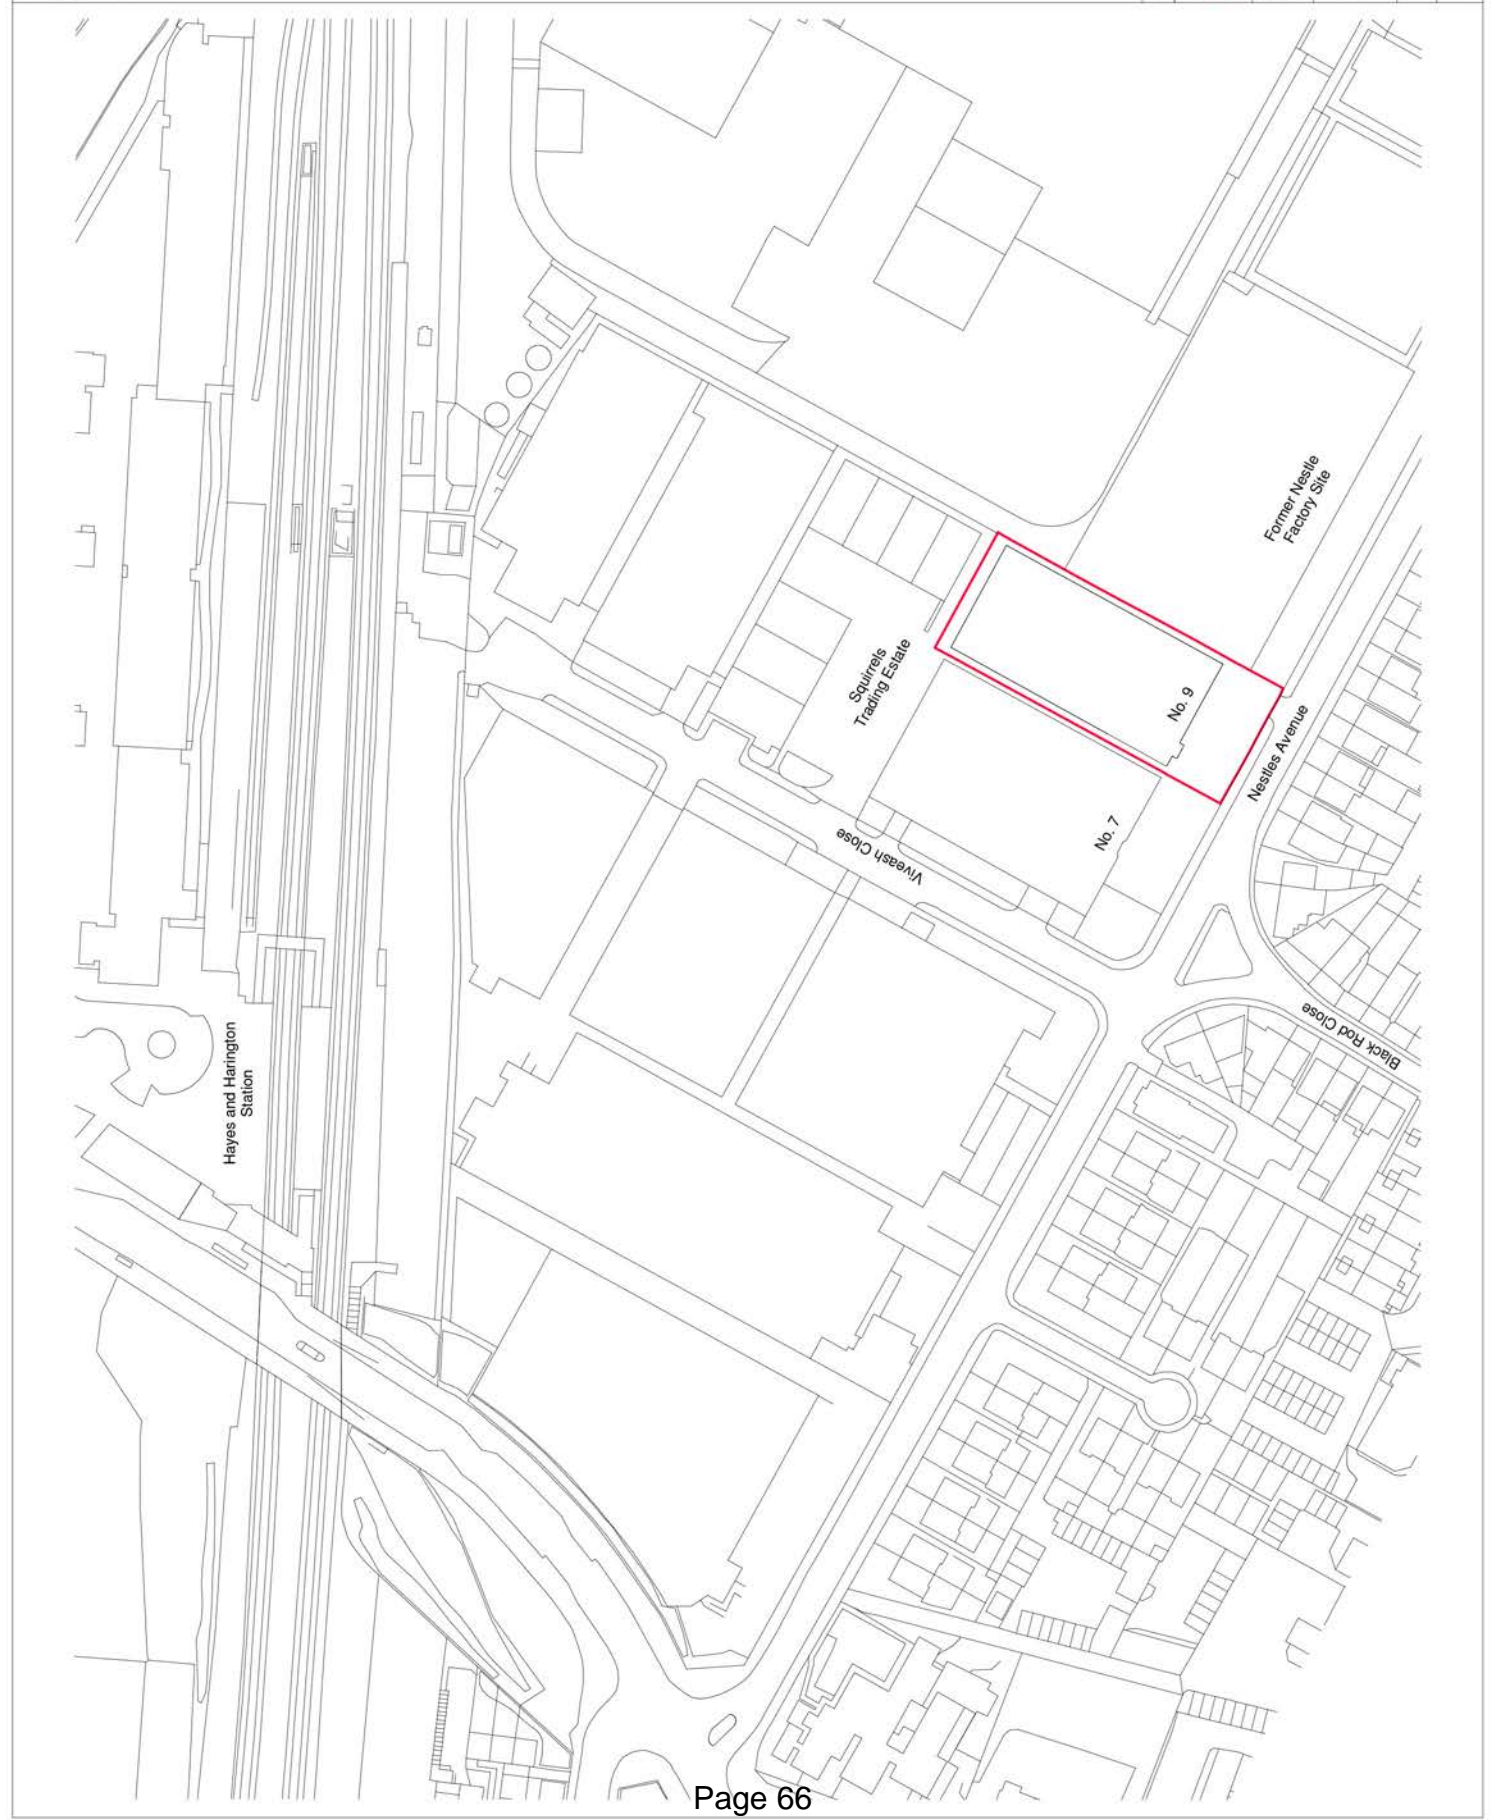 Former Nestle
Factory Site
Squirrels
Trading Estate
No. 9
Nestles Avenue
No. 7
Viveash Close
Black Rod Close
Hayes and Harington
Station
Page 66